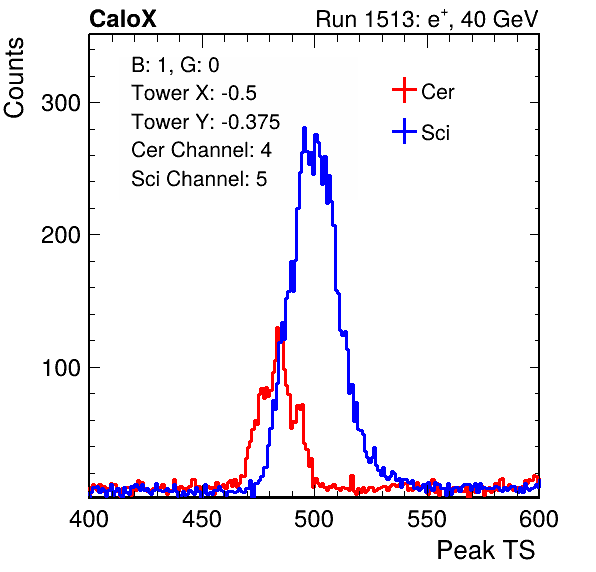 CaloX Run 1513: e⁺, 40 GeV
Counts
B: 1, G: 0
Tower X: -0.5
Tower Y: -0.375
Cer Channel: 4
Sci Channel: 5
Cer
Sci
300
200
100
400 450 500 550 600
Peak TS